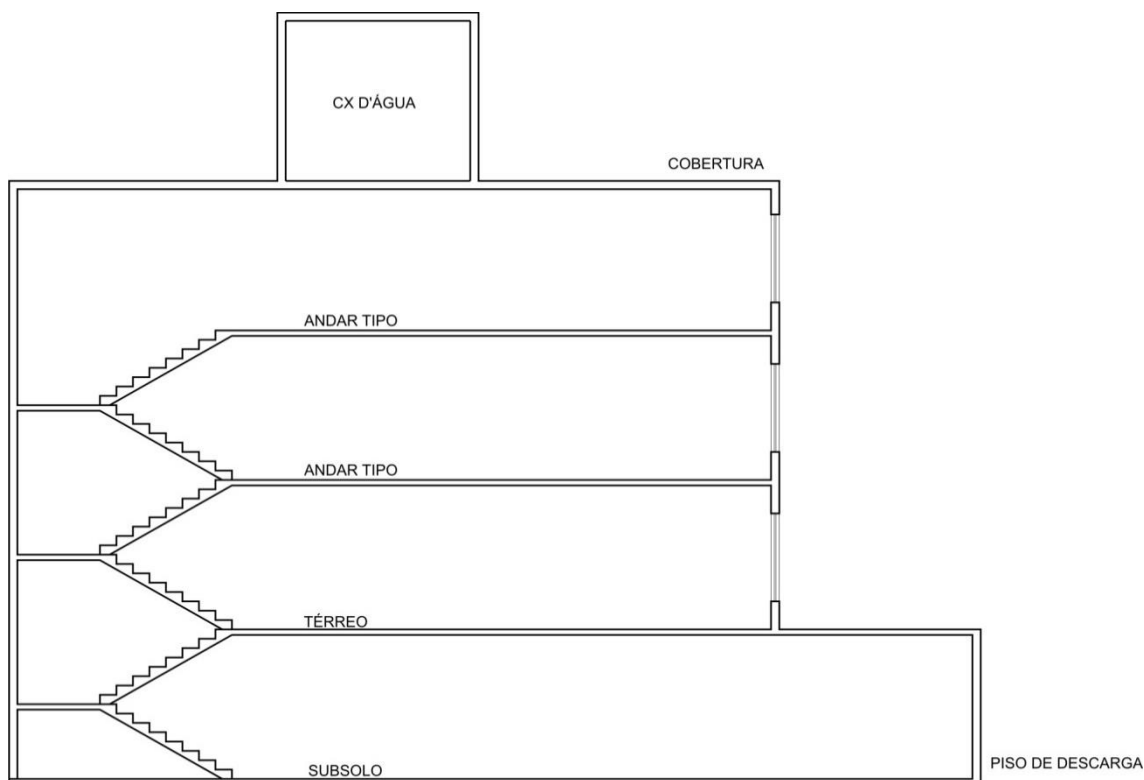 CX D'ÁGUA
COBERTURA
ANDAR TIPO
ANDAR TIPO
TÉRREO
SUBSOLO
PISO DE DESCARGA